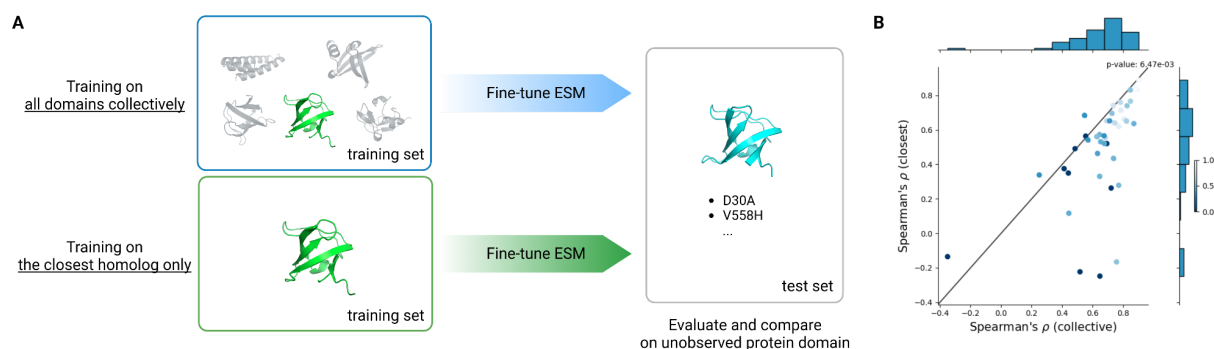 A
Training on
all domains collectively
training set
Fine-tune ESM
Training on
the closest homolog only
training set
Fine-tune ESM
• D30A
• V558H
...
test set
Evaluate and compare
on unobserved protein domain
B
p-value: 6.47e-03
Spearman's ρ (closest)
0.8
0.6
0.4
0.2
0.0
−0.2
−0.4
−0.4 −0.2 0.0 0.2 0.4 0.6 0.8
Spearman's ρ (collective)
1.0
0.5
0.0